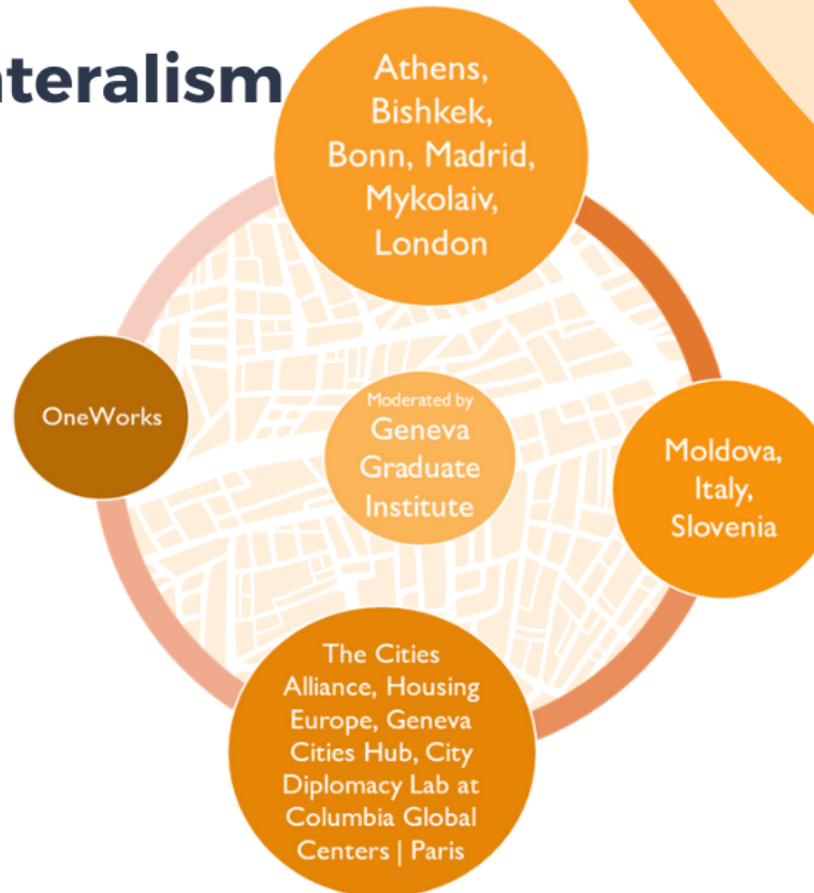 ateralism
Athens,
Bishkek,
Bonn, Madrid,
Mykolaiv,
London
OneWorks
Moderated by
Geneva
Graduate
Institute
Moldova,
Italy,
Slovenia
The Cities
Alliance, Housing
Europe, Geneva
Cities Hub, City
Diplomacy Lab at
Columbia Global
Centers | Paris